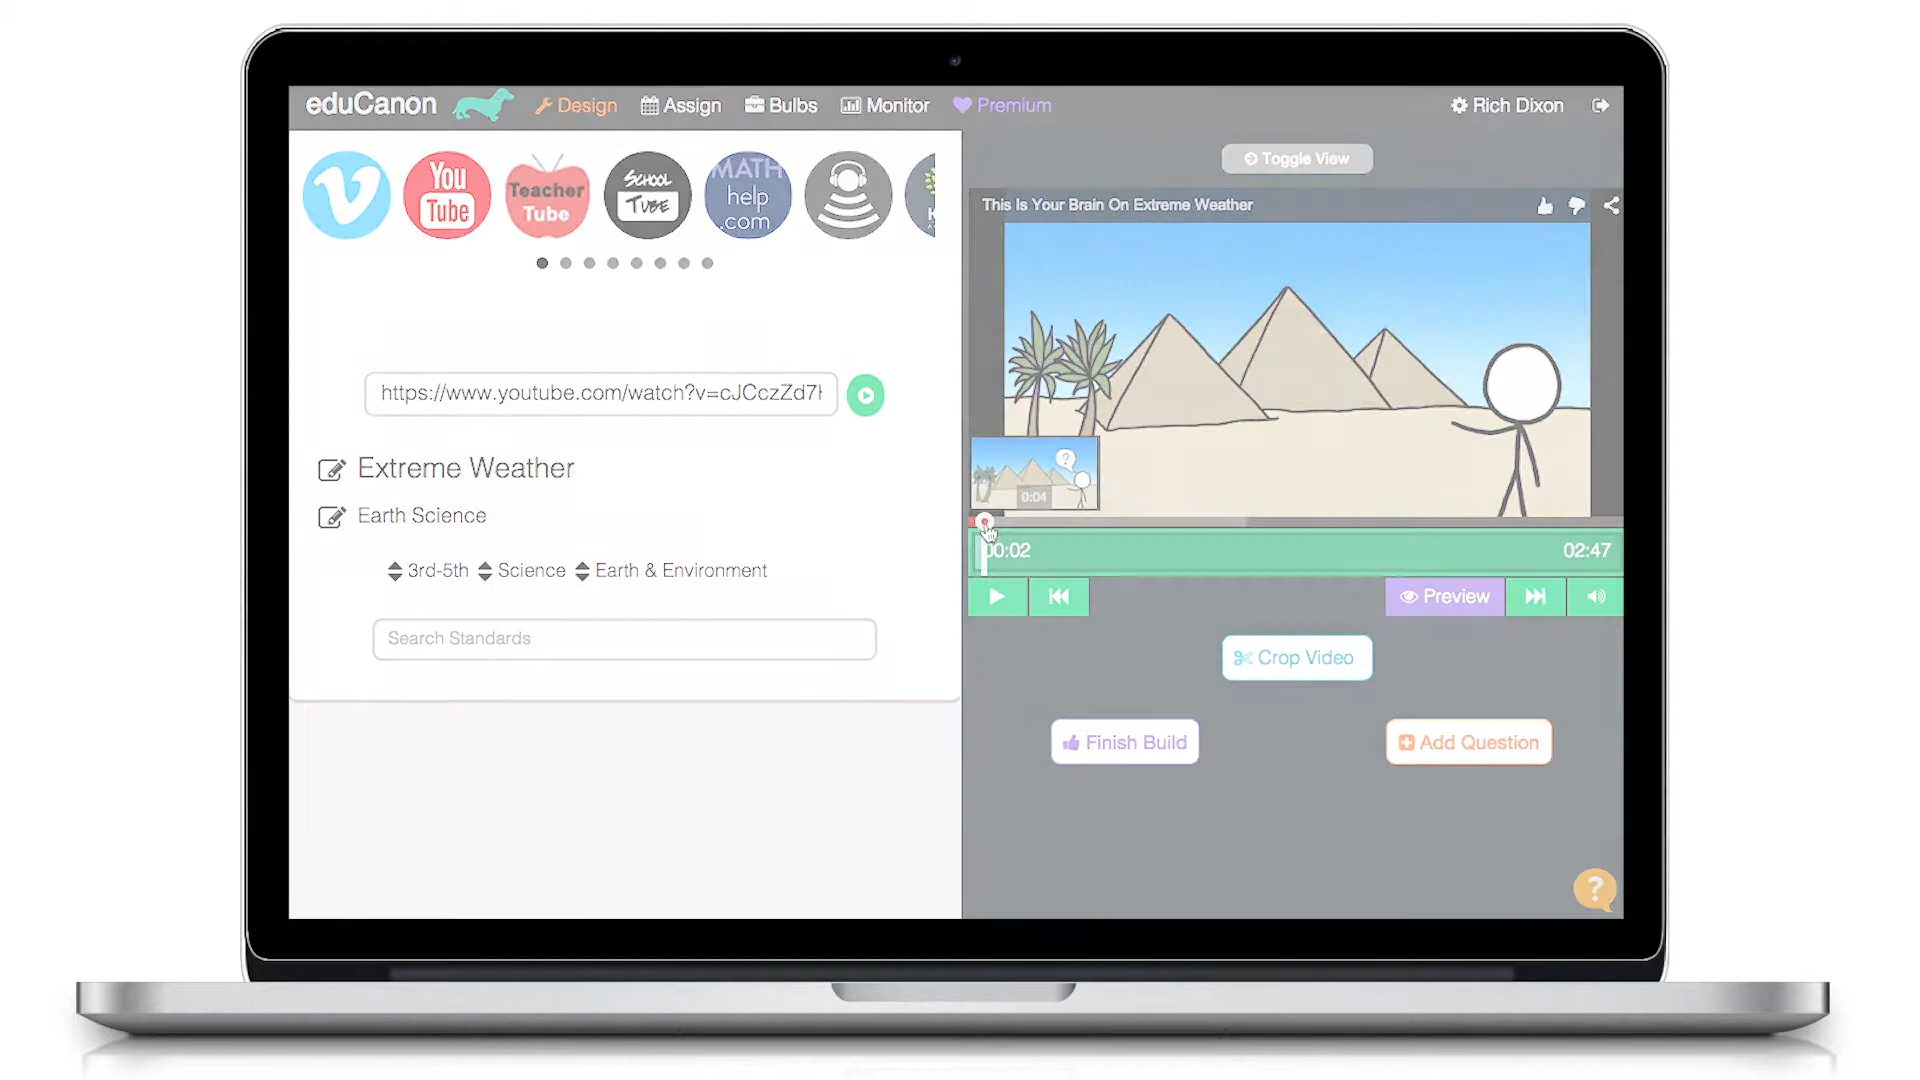 eduCanon Design Assign Bulbs Monitor Premium Rich Dixon
You
Tube
Teacher
Tube
SCHOOL
TUBE
MATH
help
.com
Toggle View
This Is Your Brain On Extreme Weather
https://www.youtube.com/watch?v=cJCczZd7
Extreme Weather
Earth Science
3rd-5th Science Earth & Environment
Search Standards
?
0:04
00:02 02:47
Preview
Crop Video
Finish Build
Add Question
?